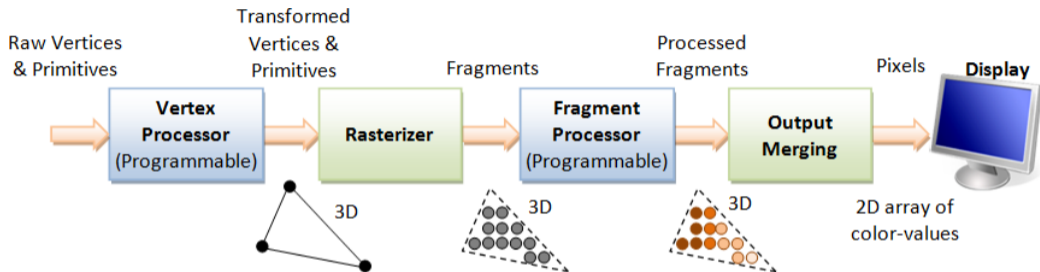 Raw Vertices
& Primitives
Transformed
Vertices &
Primitives
Fragments
Processed
Fragments
Pixels
Display
Vertex
Processor
(Programmable)
Rasterizer
Fragment
Processor
(Programmable)
Output
Merging
3D
3D
3D
2D array of
color-values